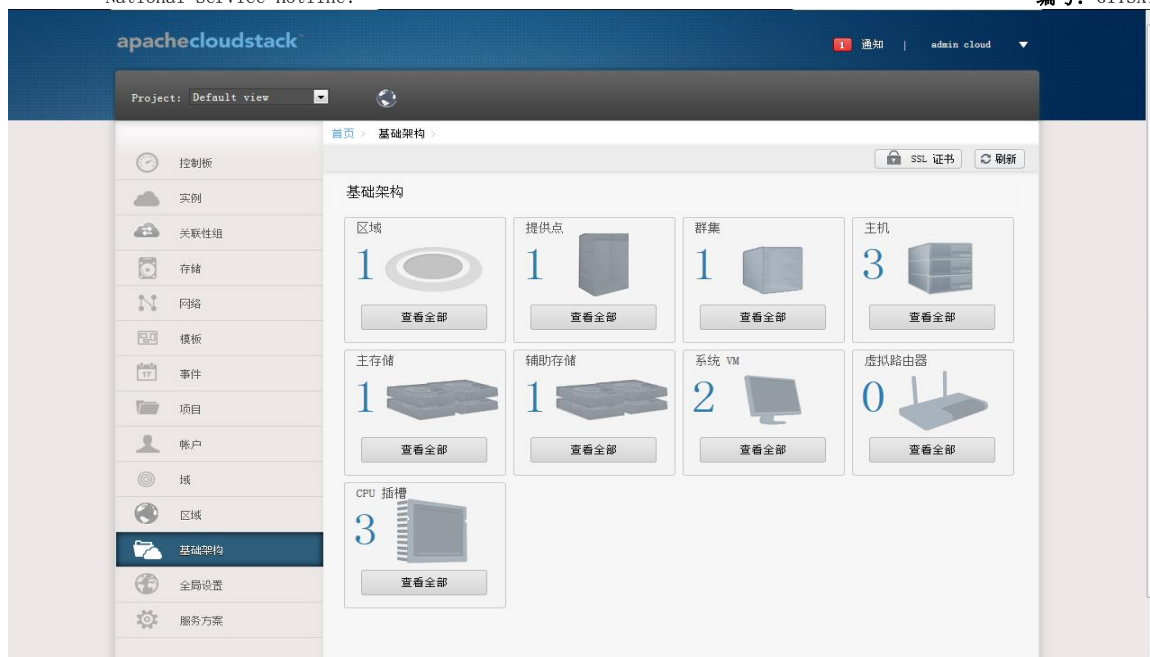 apachecloudstack
1 通知 | admin cloud
Project: Default view
首页 > 基础架构 >
SSL 证书 刷新
控制板
实例
关联性组
存储
网络
模板
17
事件
项目
帐户
域
区域
基础架构
全局设置
服务方案
基础架构
区域
1
查看全部
提供点
1
查看全部
群集
1
查看全部
主机
3
查看全部
主存储
1
查看全部
辅助存储
1
查看全部
系统 VM
2
查看全部
虚拟路由器
0
查看全部
CPU 插槽
3
查看全部